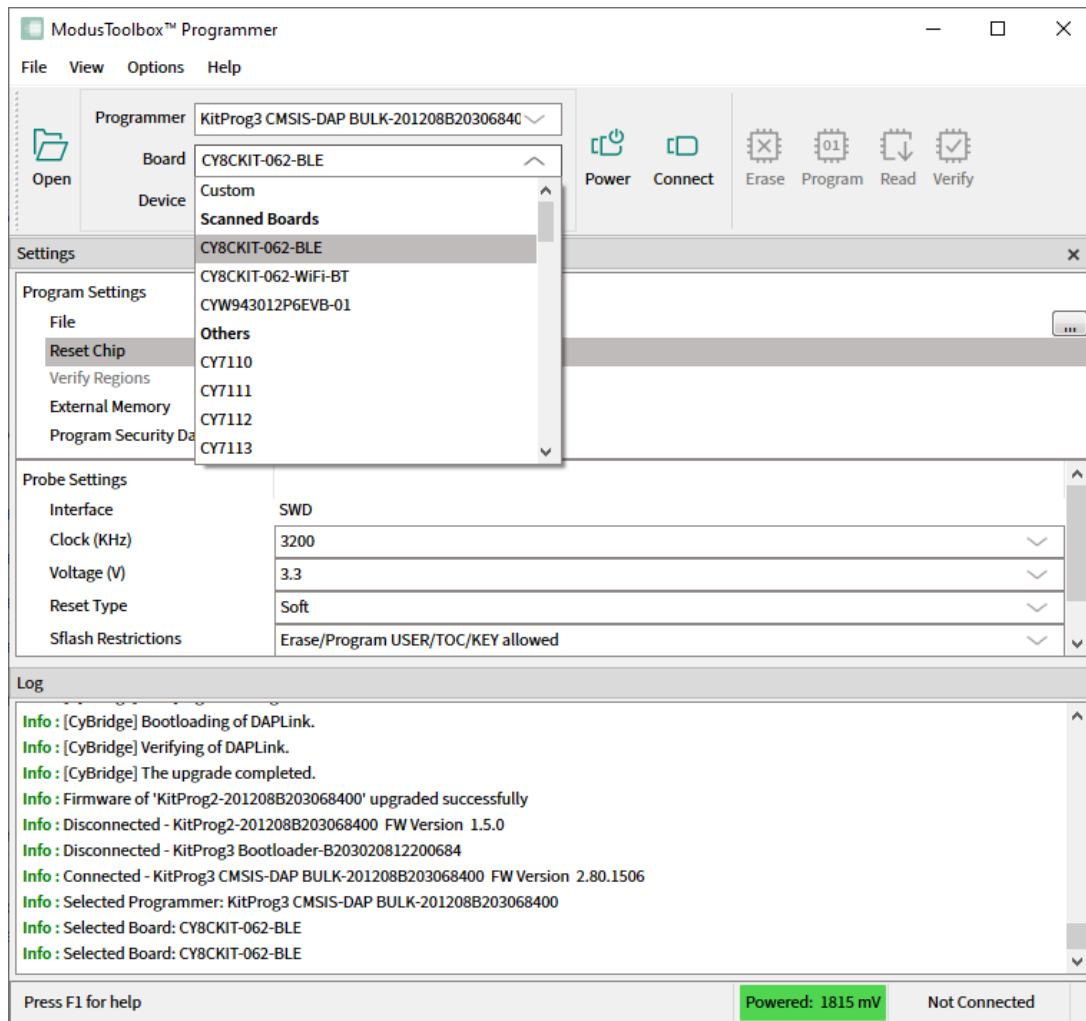 ModusToolbox™ Programmer
File View Options Help
Open
Programmer KitProg3 CMSIS-DAP BULK-201208B20306840
Board CY8CKIT-062-BLE
Device
Custom
Scanned Boards
CY8CKIT-062-BLE
CY8CKIT-062-WiFi-BT
CYW943012P6EVB-01
Others
CY7110
CY7111
CY7112
CY7113
Power Connect Erase Program Read Verify
01
Settings
Program Settings
File
...
Reset Chip
Verify Regions
External Memory
Program Security Da
Probe Settings
Interface SWD
Clock (KHz) 3200
Voltage (V) 3.3
Reset Type Soft
Sflash Restrictions Erase/Program USER/TOC/KEY allowed
Log
Info : [CyBridge] Bootloading of DAPLink.
Info : [CyBridge] Verifying of DAPLink.
Info : [CyBridge] The upgrade completed.
Info : Firmware of 'KitProg2-201208B203068400' upgraded successfully
Info : Disconnected - KitProg2-201208B203068400 FW Version 1.5.0
Info : Disconnected - KitProg3 Bootloader-B203020812200684
Info : Connected - KitProg3 CMSIS-DAP BULK-201208B203068400 FW Version 2.80.1506
Info : Selected Programmer: KitProg3 CMSIS-DAP BULK-201208B203068400
Info : Selected Board: CY8CKIT-062-BLE
Info : Selected Board: CY8CKIT-062-BLE
Press F1 for help
Powered: 1815 mV
Not Connected